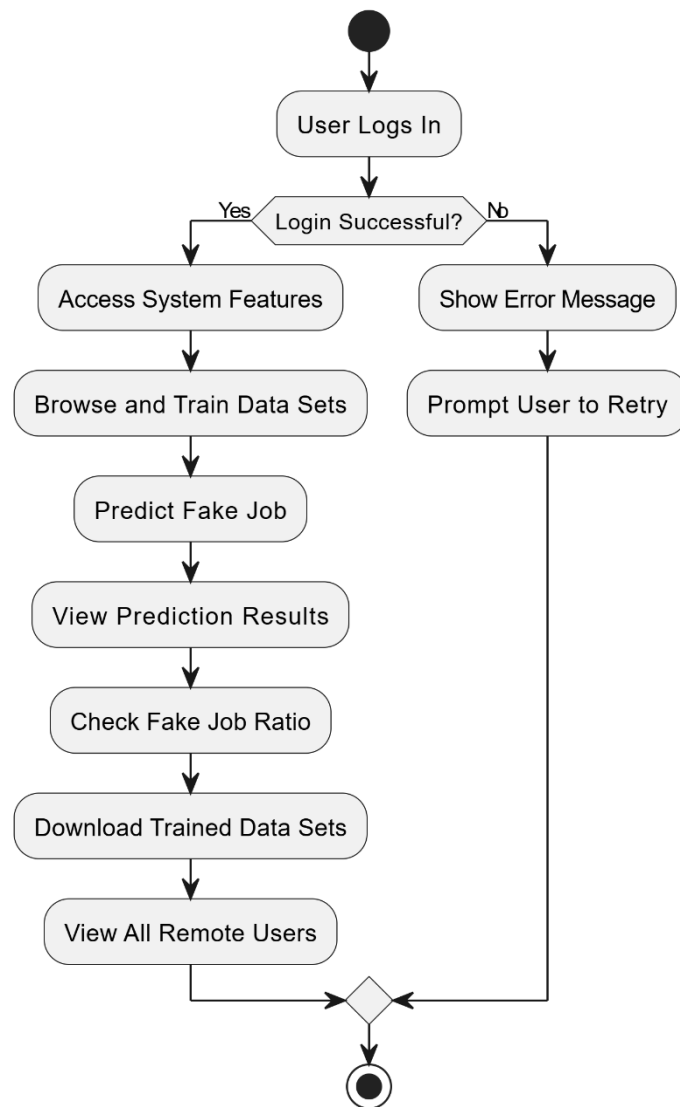 User Logs In
Yes
Login Successful?
No
Access System Features
Show Error Message
Browse and Train Data Sets
Prompt User to Retry
Predict Fake Job
View Prediction Results
Check Fake Job Ratio
Download Trained Data Sets
View All Remote Users